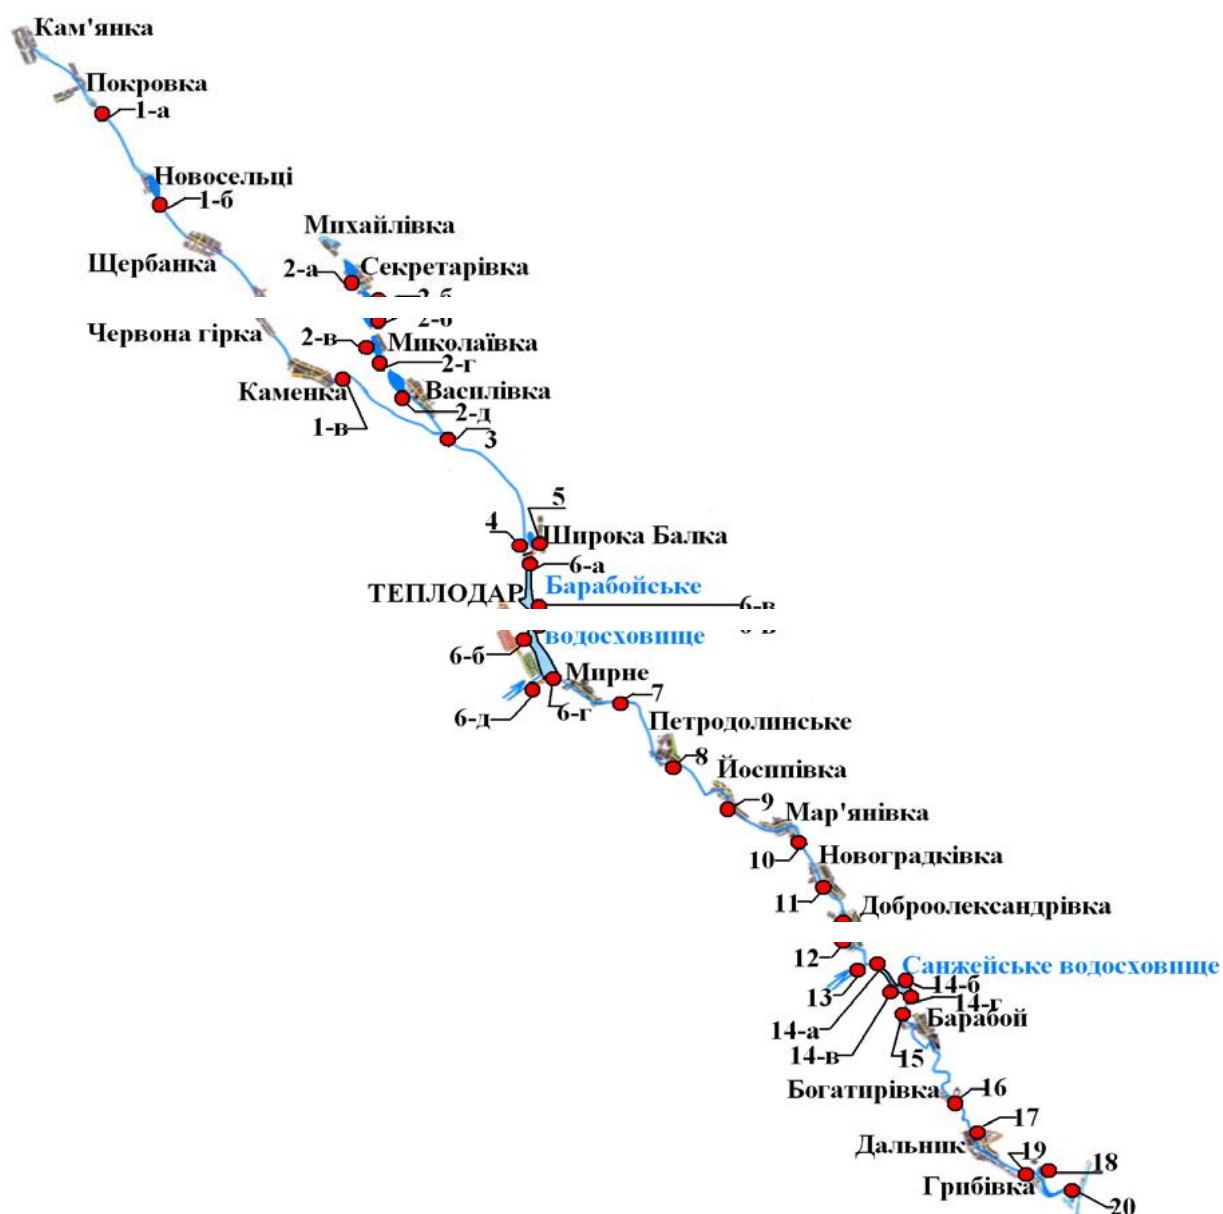 Кам'янка
Покровка
1-а
Новосельці
1-б
Михайлівка
Щербанка
2-а
Секретарівка
2-б
2-б
Червона гірка
2-в
Миколаївка
2-г
Каменка
Василівка
2-д
1-в
3
5
4
Широка Балка
6-а
ТЕПЛОДАР
Барабойське
6-в
6-в
водосховище
6-б
Мирне
6-д
6-г
7
Петродолинське
8
Йосипівка
9
Мар'янівка
10
Новоградківка
11
Доброолександрівка
12
Санжейське водосховище
13
14-б
14-г
14-а
Барабой
14-в
15
Богатирівка
16
17
Дальник
19
18
Грибівка
20